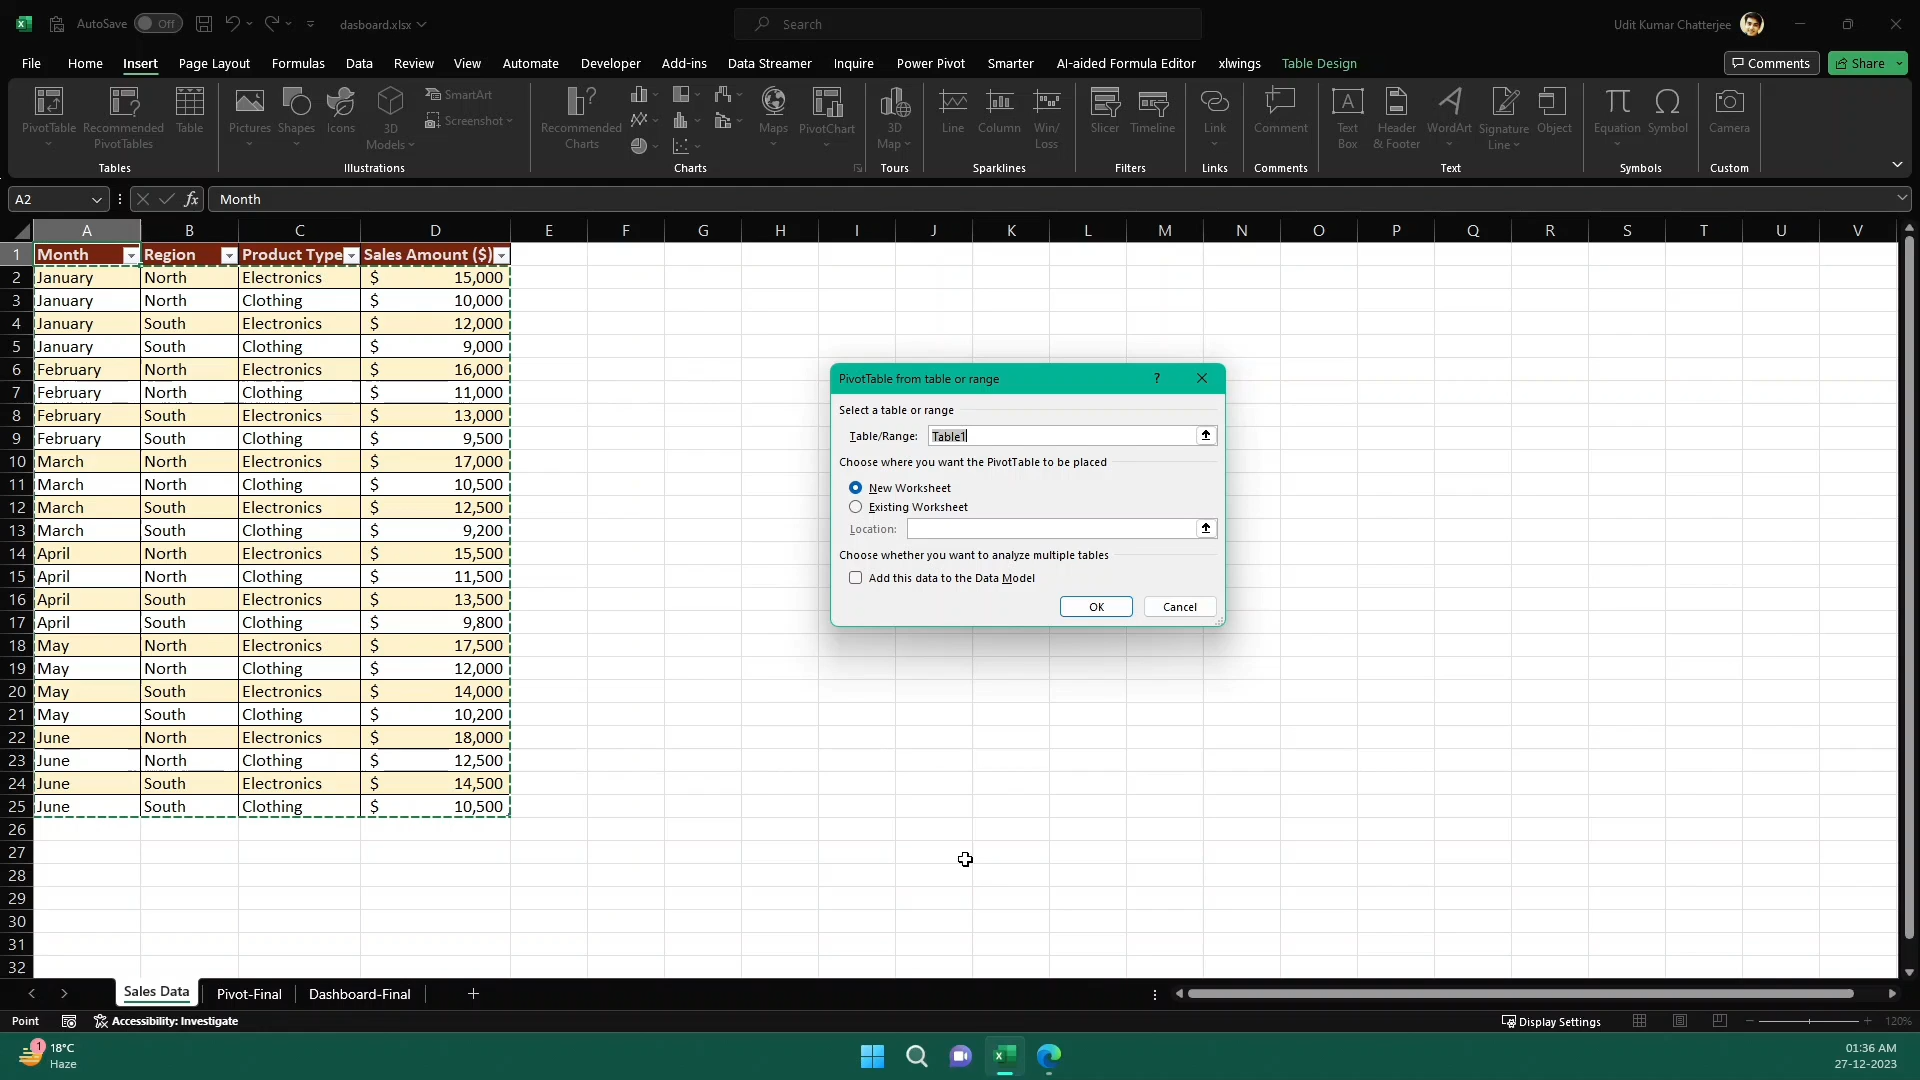 AutoSave Off dasboard.xlsx Search Udit Kumar Chatterjee
File Home Insert Page Layout Formulas Data Review View Automate Developer Add-ins Data Streamer Inquire Power Pivot Smarter AI-aided Formula Editor xlwings Table Design Comments Share
PivotTable Recommended PivotTables Table Pictures Shapes Icons 3D Models SmartArt Screenshot Recommended Charts Maps PivotChart 3D Map Line Column Win/Loss Slicer Timeline Link Comment Text Box Header & Footer WordArt Signature Line Object Equation Symbol Camera
Tables Illustrations Charts Tours Sparklines Filters Links Comments Text Symbols Custom
A2 fx Month
A B C D E F G H I J K L M N O P Q R S T U V
1 Month Region Product Type Sales Amount ($)
2 January North Electronics $ 15,000
3 January North Clothing $ 10,000
4 January South Electronics $ 12,000
5 January South Clothing $ 9,000
6 February North Electronics $ 16,000
7 February North Clothing $ 11,000
8 February South Electronics $ 13,000
9 February South Clothing $ 9,500
10 March North Electronics $ 17,000
11 March North Clothing $ 10,500
12 March South Electronics $ 12,500
13 March South Clothing $ 9,200
14 April North Electronics $ 15,500
15 April North Clothing $ 11,500
16 April South Electronics $ 13,500
17 April South Clothing $ 9,800
18 May North Electronics $ 17,500
19 May North Clothing $ 12,000
20 May South Electronics $ 14,000
21 May South Clothing $ 10,200
22 June North Electronics $ 18,000
23 June North Clothing $ 12,500
24 June South Electronics $ 14,500
25 June South Clothing $ 10,500
26
27
28
29
30
31
32
PivotTable from table or range ?
Select a table or range
Table/Range: Table1
Choose where you want the PivotTable to be placed
New Worksheet
Existing Worksheet
Location:
Choose whether you want to analyze multiple tables
Add this data to the Data Model
OK Cancel
Sales Data Pivot-Final Dashboard-Final
Point Accessibility: Investigate Display Settings 120%
1 18°C
Haze
01:36 AM
27-12-2023